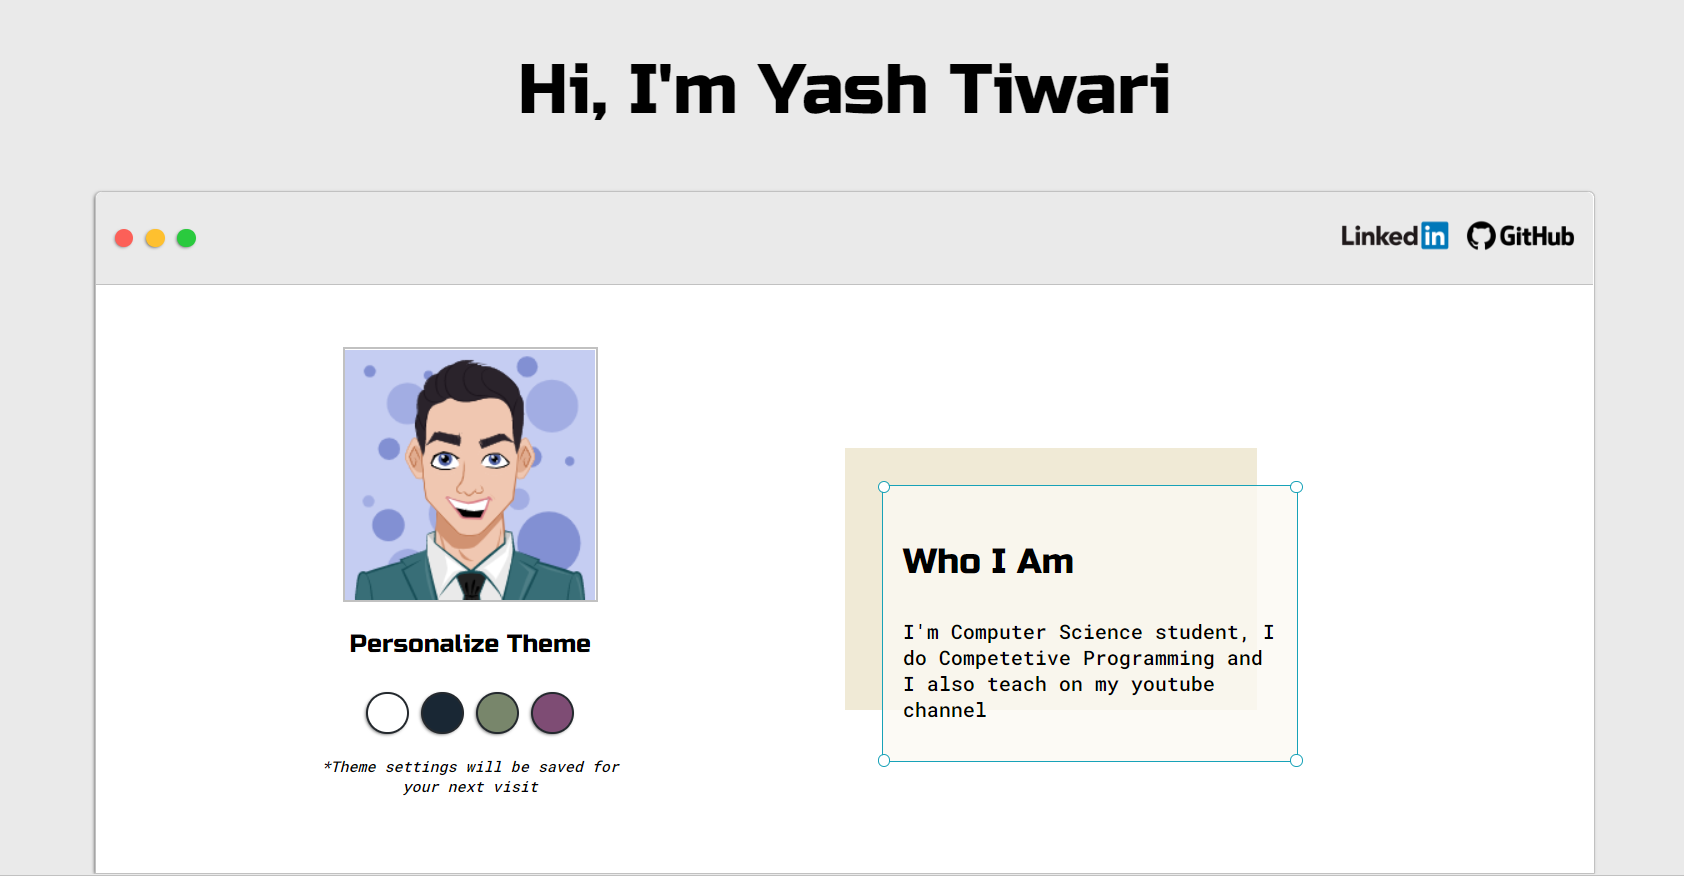 Hi, I'm Yash Tiwari
Linkedin GitHub
Personalize Theme
*Theme settings will be saved for
your next visit
Who I Am
I'm Computer Science student, I
do Competetive Programming and
I also teach on my youtube
channel